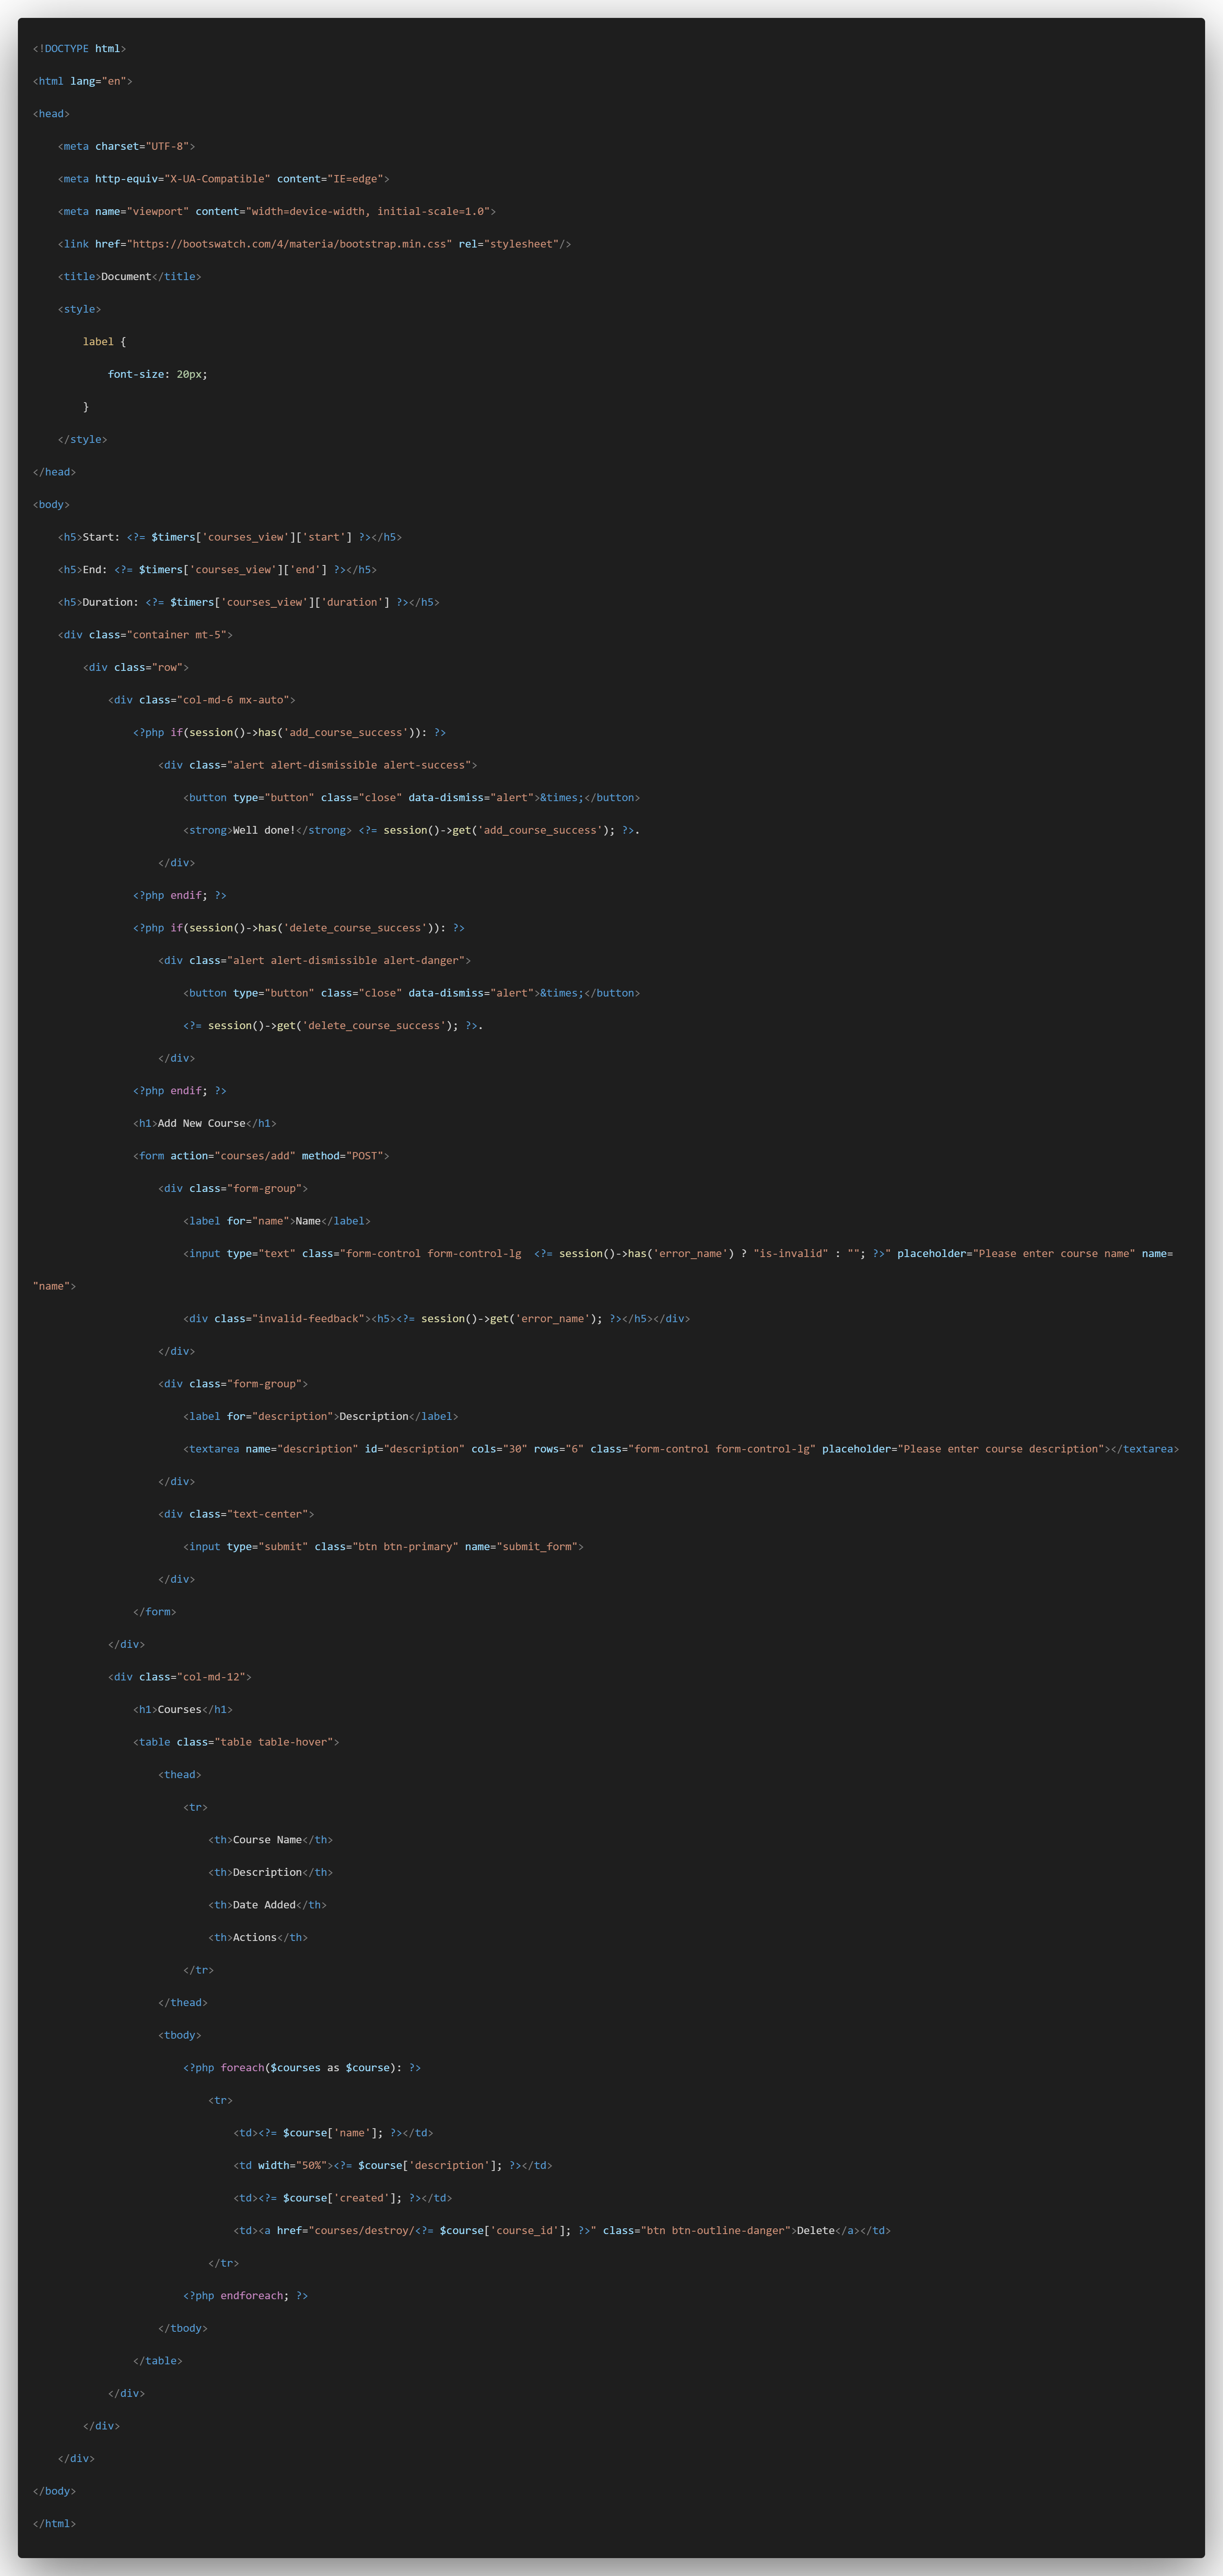 <!DOCTYPE html>
<html lang="en">
<head>
    <meta charset="UTF-8">
    <meta http-equiv="X-UA-Compatible" content="IE=edge">
    <meta name="viewport" content="width=device-width, initial-scale=1.0">
    <link href="https://bootswatch.com/4/materia/bootstrap.min.css" rel="stylesheet"/>
    <title>Document</title>
    <style>
        label {
            font-size: 20px;
        }
    </style>
</head>
<body>
    <h5>Start: <?= $timers['courses_view']['start'] ?></h5>
    <h5>End: <?= $timers['courses_view']['end'] ?></h5>
    <h5>Duration: <?= $timers['courses_view']['duration'] ?></h5>
    <div class="container mt-5">
        <div class="row">
            <div class="col-md-6 mx-auto">
                <?php if(session()->has('add_course_success')): ?>
                    <div class="alert alert-dismissible alert-success">
                        <button type="button" class="close" data-dismiss="alert">&times;</button>
                        <strong>Well done!</strong> <?= session()->get('add_course_success'); ?>.
                    </div>
                <?php endif; ?>
                <?php if(session()->has('delete_course_success')): ?>
                    <div class="alert alert-dismissible alert-danger">
                        <button type="button" class="close" data-dismiss="alert">&times;</button>
                        <?= session()->get('delete_course_success'); ?>.
                    </div>
                <?php endif; ?>
                <h1>Add New Course</h1>
                <form action="courses/add" method="POST">
                    <div class="form-group">
                        <label for="name">Name</label>
                        <input type="text" class="form-control form-control-lg  <?= session()->has('error_name') ? "is-invalid" : ""; ?>" placeholder="Please enter course name" name=
"name">
                        <div class="invalid-feedback"><h5><?= session()->get('error_name'); ?></h5></div>
                    </div>
                    <div class="form-group">
                        <label for="description">Description</label>
                        <textarea name="description" id="description" cols="30" rows="6" class="form-control form-control-lg" placeholder="Please enter course description"></textarea>
                    </div>
                    <div class="text-center">
                        <input type="submit" class="btn btn-primary" name="submit_form">
                    </div>
                </form>
            </div>
            <div class="col-md-12">
                <h1>Courses</h1>
                <table class="table table-hover">
                    <thead>
                        <tr>
                            <th>Course Name</th>
                            <th>Description</th>
                            <th>Date Added</th>
                            <th>Actions</th>
                        </tr>
                    </thead>
                    <tbody>
                        <?php foreach($courses as $course): ?>
                            <tr>
                                <td><?= $course['name']; ?></td>
                                <td width="50%"><?= $course['description']; ?></td>
                                <td><?= $course['created']; ?></td>
                                <td><a href="courses/destroy/<?= $course['course_id']; ?>" class="btn btn-outline-danger">Delete</a></td>
                            </tr>
                        <?php endforeach; ?>
                    </tbody>
                </table>
            </div>
        </div>
    </div>
</body>
</html>